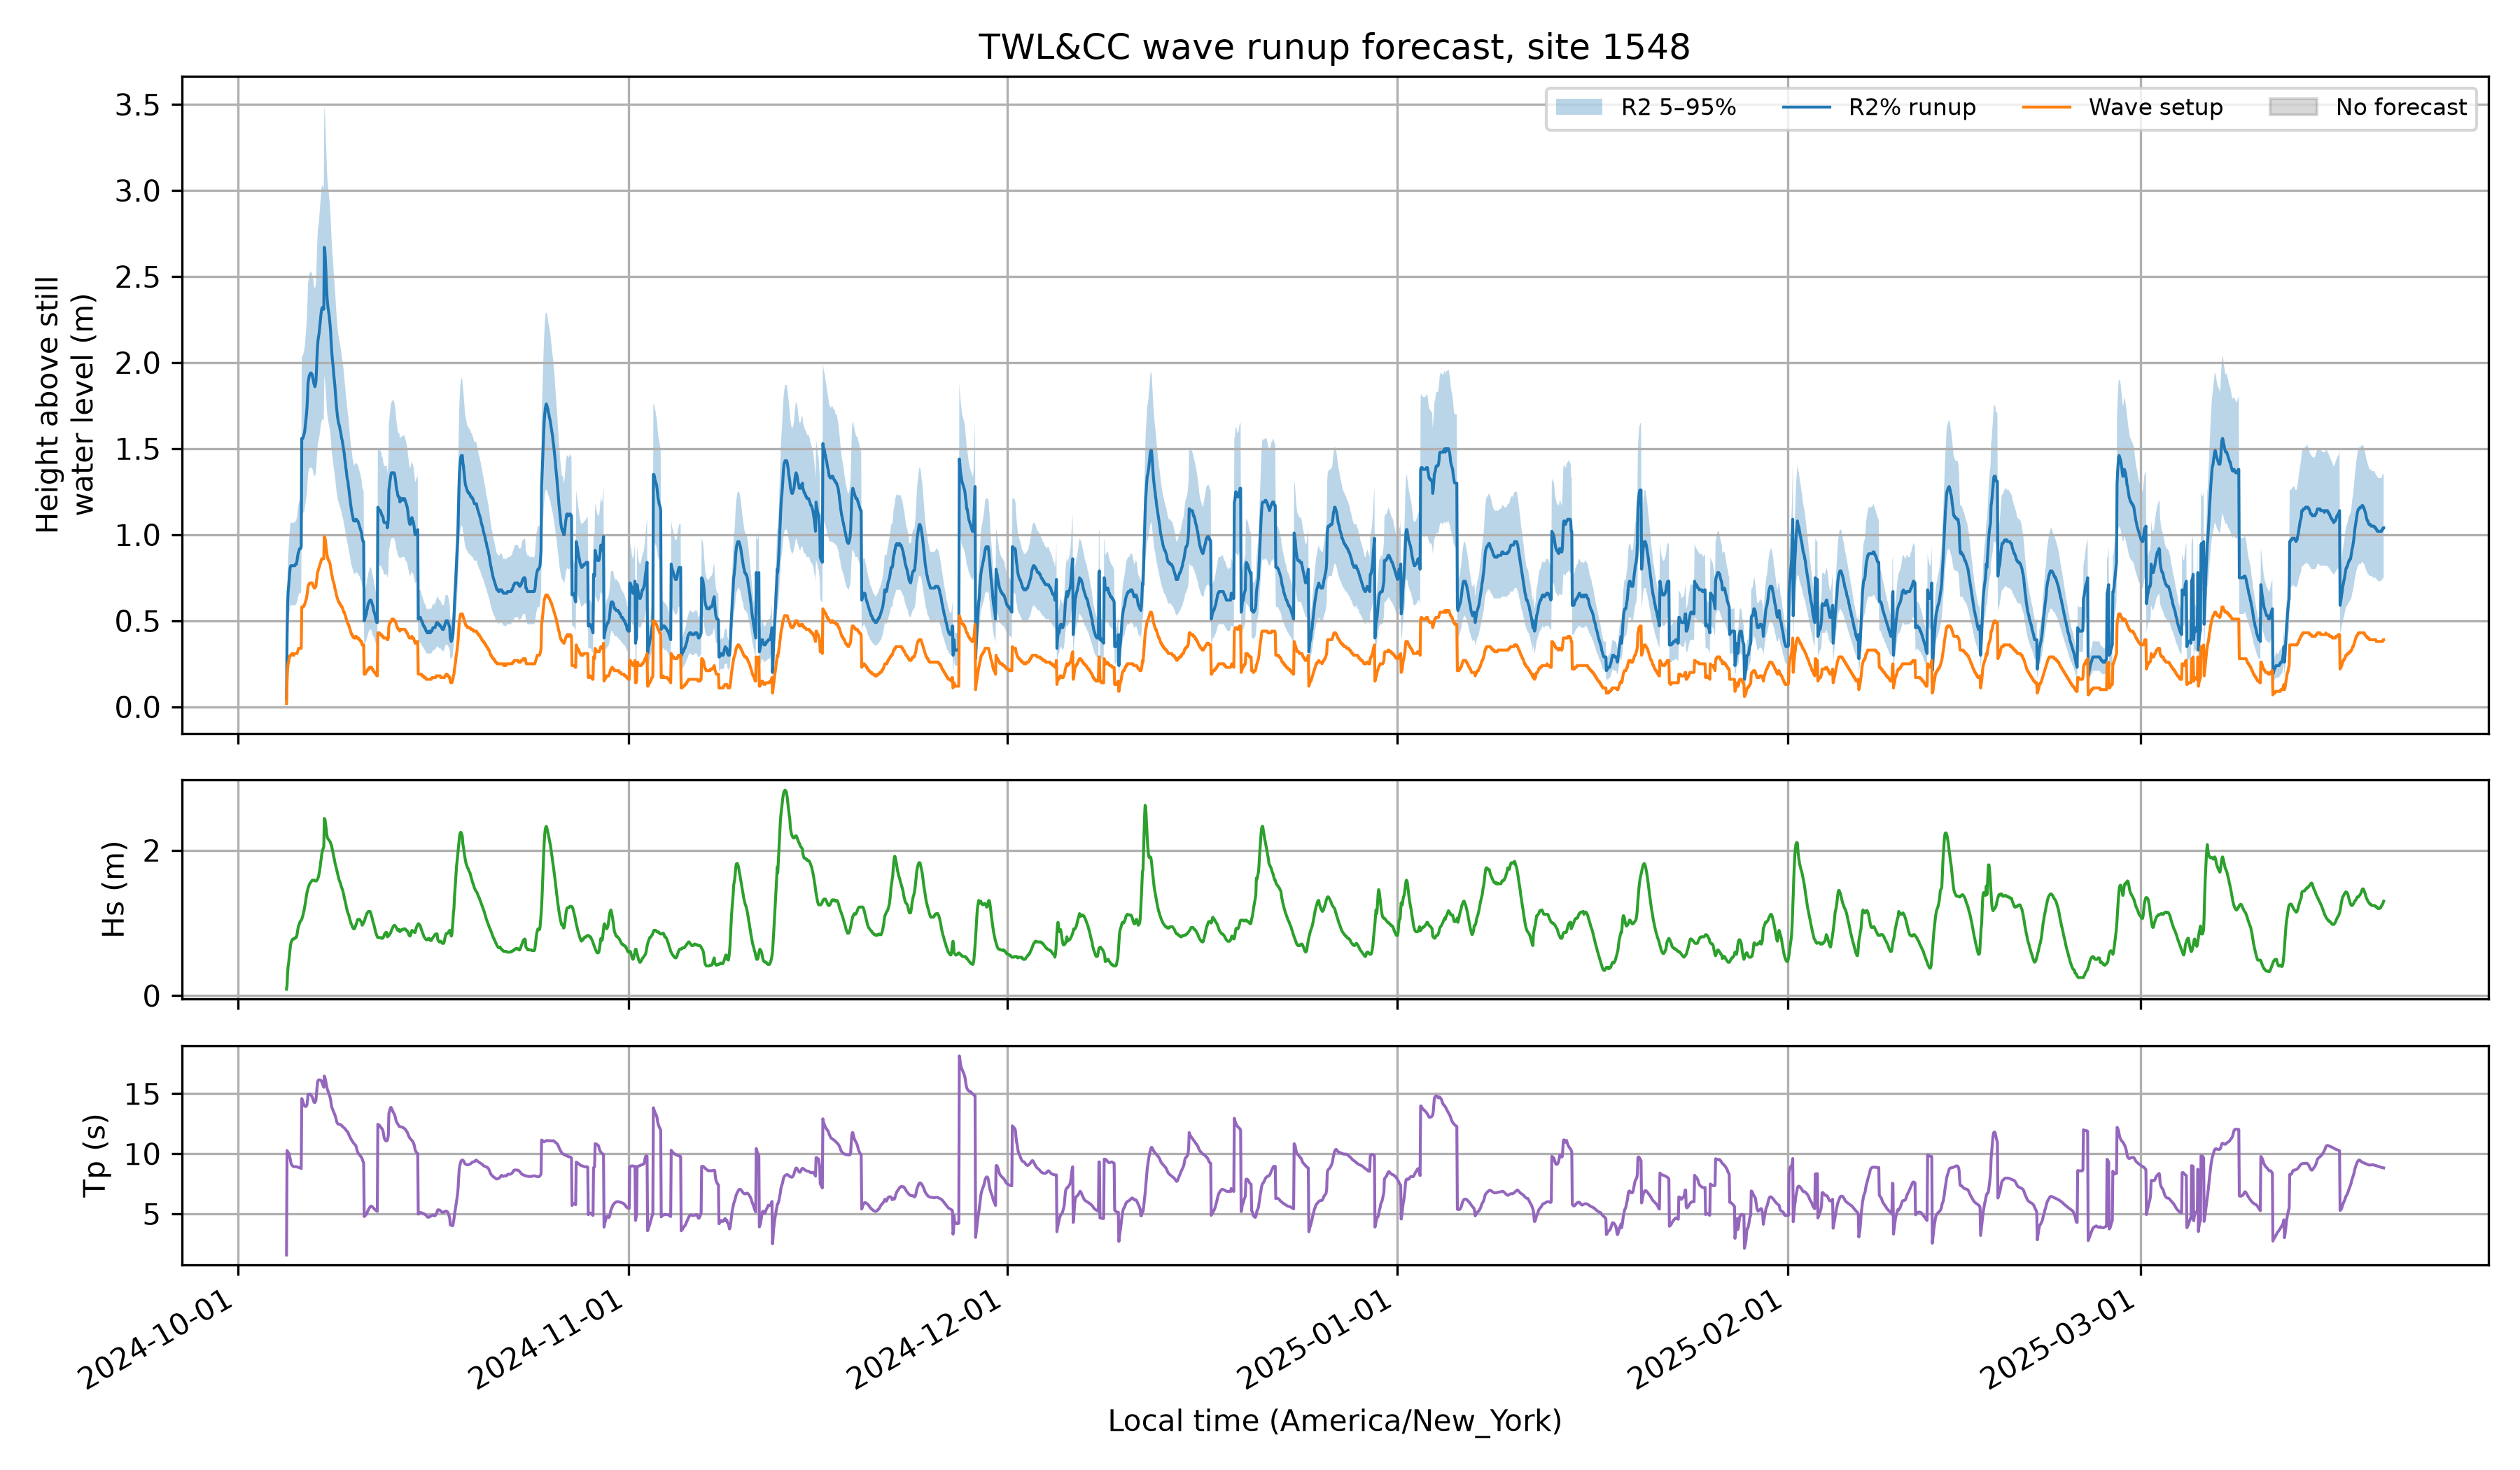 TWL&CC wave runup forecast, site 1548
R2 5–95%
R2% runup
Wave setup
No forecast
Height above still
water level (m)
3.5
3.0
2.5
2.0
1.5
1.0
0.5
0.0
Hs (m)
2
0
Tp (s)
15
10
5
2024-10-01
2024-11-01
2024-12-01
2025-01-01
2025-02-01
2025-03-01
Local time (America/New_York)